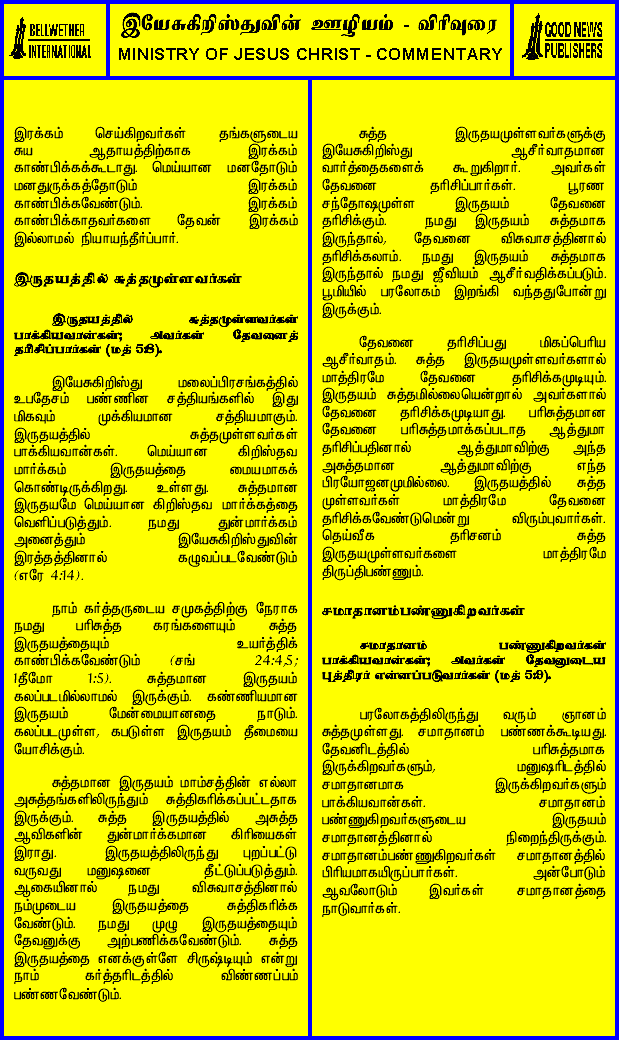 BELLWETHER
INTERNATIONAL
இயேசுகிறிஸ்துவின் ஊழியம் - விரிவுரை
MINISTRY OF JESUS CHRIST - COMMENTARY
GOOD NEWS
PUBLISHERS
இரக்கம் செய்கிறவர்கள் தங்களுடைய
சுய ஆதாயத்திற்காக இரக்கம்
காண்பிக்கக்கூடாது. மெய்யான மனதோடும்
மனதுருக்கத்தோடும் இரக்கம்
காண்பிக்கவேண்டும். இரக்கம்
காண்பிக்காதவர்களை தேவன் இரக்கம்
இல்லாமல் நியாயந்தீர்ப்பார்.
இருதயத்தில் சுத்தமுள்ளவர்கள்
இருதயத்தில் சுத்தமுள்ளவர்கள்
பாக்கியவான்கள்; அவர்கள் தேவனைத்
தரிசிப்பார்கள் (மத் 5:8).
இயேசுகிறிஸ்து மலைப்பிரசங்கத்தில்
உபதேசம் பண்ணின சத்தியங்களில் இது
மிகவும் முக்கியமான சத்தியமாகும்.
இருதயத்தில் சுத்தமுள்ளவர்கள்
பாக்கியவான்கள். மெய்யான கிறிஸ்தவ
மார்க்கம் இருதயத்தை மையமாகக்
கொண்டிருக்கிறது. உள்ளது. சுத்தமான
இருதயமே மெய்யான கிறிஸ்தவ மார்க்கத்தை
வெளிப்படுத்தும். நமது துன்மார்க்கம்
அனைத்தும் இயேசுகிறிஸ்துவின்
இரத்தத்தினால் கழுவப்படவேண்டும்
(எரே 4:14).
நாம் கர்த்தருடைய சமுகத்திற்கு நேராக
நமது பரிசுத்த கரங்களையும் சுத்த
இருதயத்தையும் உயர்த்திக்
காண்பிக்கவேண்டும் (சங் 24:4,5;
1தீமோ 1:5). சுத்தமான இருதயம்
கலப்படமில்லாமல் இருக்கும். கண்ணியமான
இருதயம் மேன்மையானதை நாடும்.
கலப்படமுள்ள, கபடுள்ள இருதயம் தீமையை
யோசிக்கும்.
சுத்தமான இருதயம் மாம்சத்தின் எல்லா
அசுத்தங்களிலிருந்தும் சுத்திகரிக்கப்பட்டதாக
இருக்கும். சுத்த இருதயத்தில் அசுத்த
ஆவிகளின் துன்மார்க்கமான கிரியைகள்
இராது. இருதயத்திலிருந்து புறப்பட்டு
வருவது மனுஷனை தீட்டுப்படுத்தும்.
ஆகையினால் நமது விசுவாசத்தினால்
நம்முடைய இருதயத்தை சுத்திகரிக்க
வேண்டும். நமது முழு இருதயத்தையும்
தேவனுக்கு அற்பணிக்கவேண்டும். சுத்த
இருதயத்தை எனக்குள்ளே சிருஷ்டியும் என்று
நாம் கர்த்தரிடத்தில் விண்ணப்பம்
பண்ணவேண்டும்.
சுத்த இருதயமுள்ளவர்களுக்கு
இயேசுகிறிஸ்து ஆசீர்வாதமான
வார்த்தைகளைக் கூறுகிறார். அவர்கள்
தேவனை தரிசிப்பார்கள். பூரண
சந்தோஷமுள்ள இருதயம் தேவனை
தரிசிக்கும். நமது இருதயம் சுத்தமாக
இருந்தால், தேவனை விசுவாசத்தினால்
தரிசிக்கலாம். நமது இருதயம் சுத்தமாக
இருந்தால் நமது ஜீவியம் ஆசீர்வதிக்கப்படும்.
பூமியில் பரலோகம் இறங்கி வந்ததுபோன்று
இருக்கும்.
தேவனை தரிசிப்பது மிகப்பெரிய
ஆசீர்வாதம். சுத்த இருதயமுள்ளவர்களால்
மாத்திரமே தேவனை தரிசிக்கமுடியும்.
இருதயம் சுத்தமில்லையென்றால் அவர்களால்
தேவனை தரிசிக்கமுடியாது. பரிசுத்தமான
தேவனை பரிசுத்தமாக்கப்படாத ஆத்துமா
தரிசிப்பதினால் ஆத்துமாவிற்கு அந்த
அசுத்தமான ஆத்துமாவிற்கு எந்த
பிரயோஜனமுமில்லை. இருதயத்தில் சுத்த
முள்ளவர்கள் மாத்திரமே தேவனை
தரிசிக்கவேண்டுமென்று விரும்புவார்கள்.
தெய்வீக தரிசனம் சுத்த
இருதயமுள்ளவர்களை மாத்திரமே
திருப்திபண்ணும்.
சமாதானம்பண்ணுகிறவர்கள்
சமாதானம் பண்ணுகிறவர்கள்
பாக்கியவான்கள்; அவர்கள் தேவனுடைய
புத்திரர் என்னப்படுவார்கள் (மத் 5:9).
பரலோகத்திலிருந்து வரும் ஞானம்
சுத்தமுள்ளது. சமாதானம் பண்ணக்கூடியது.
தேவனிடத்தில் பரிசுத்தமாக
இருக்கிறவர்களும், மனுஷரிடத்தில்
சமாதானமாக இருக்கிறவர்களும்
பாக்கியவான்கள். சமாதானம்
பண்ணுகிறவர்களுடைய இருதயம்
சமாதானத்தினால் நிறைந்திருக்கும்.
சமாதானம்பண்ணுகிறவர்கள் சமாதானத்தில்
பிரியமாகயிருப்பார்கள். அன்போடும்
ஆவலோடும் இவர்கள் சமாதானத்தை
நாடுவார்கள்.